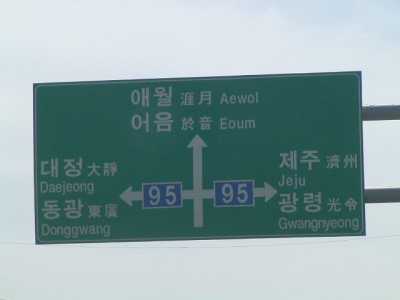 애월 涯月 Aewol
어음 於音 Eoum
대정 大靜
Daejeong
동광 東廣
Donggwang
95
95
제주 濟州
Jeju
광령 光令
Gwangnyeong